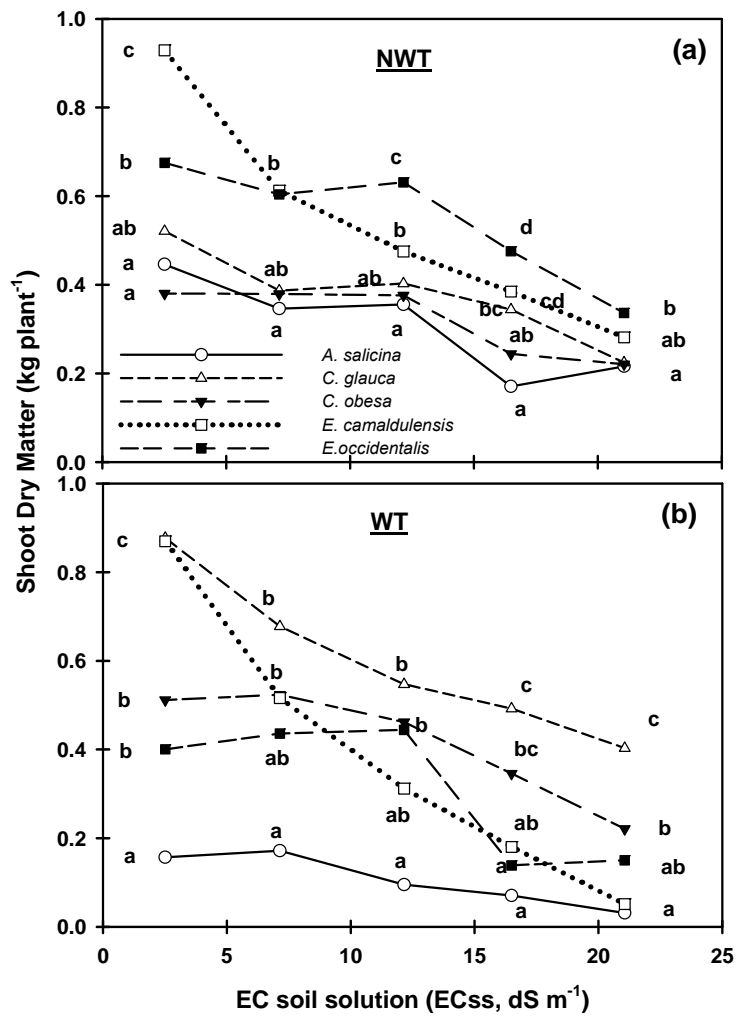 1.0
(a)
NWT
c
0.8
b
b
c
0.6
ab
b
d
a
ab
ab
0.4
a
bc
cd
b
a
a
ab
ab
A. salicina
0.2
C. glauca
a
a
C. obesa
E. camaldulensis
E.occidentalis
0.0
Shoot Dry Matter (kg plant-1)
1.0
(b)
WT
c
0.8
b
b
0.6
b
b
c
c
b
b
bc
0.4
ab
ab
ab
b
0.2
a
a
a
a
ab
a
a
0.0
0
5
10
15
20
25
EC soil solution (ECss, dS m-1)